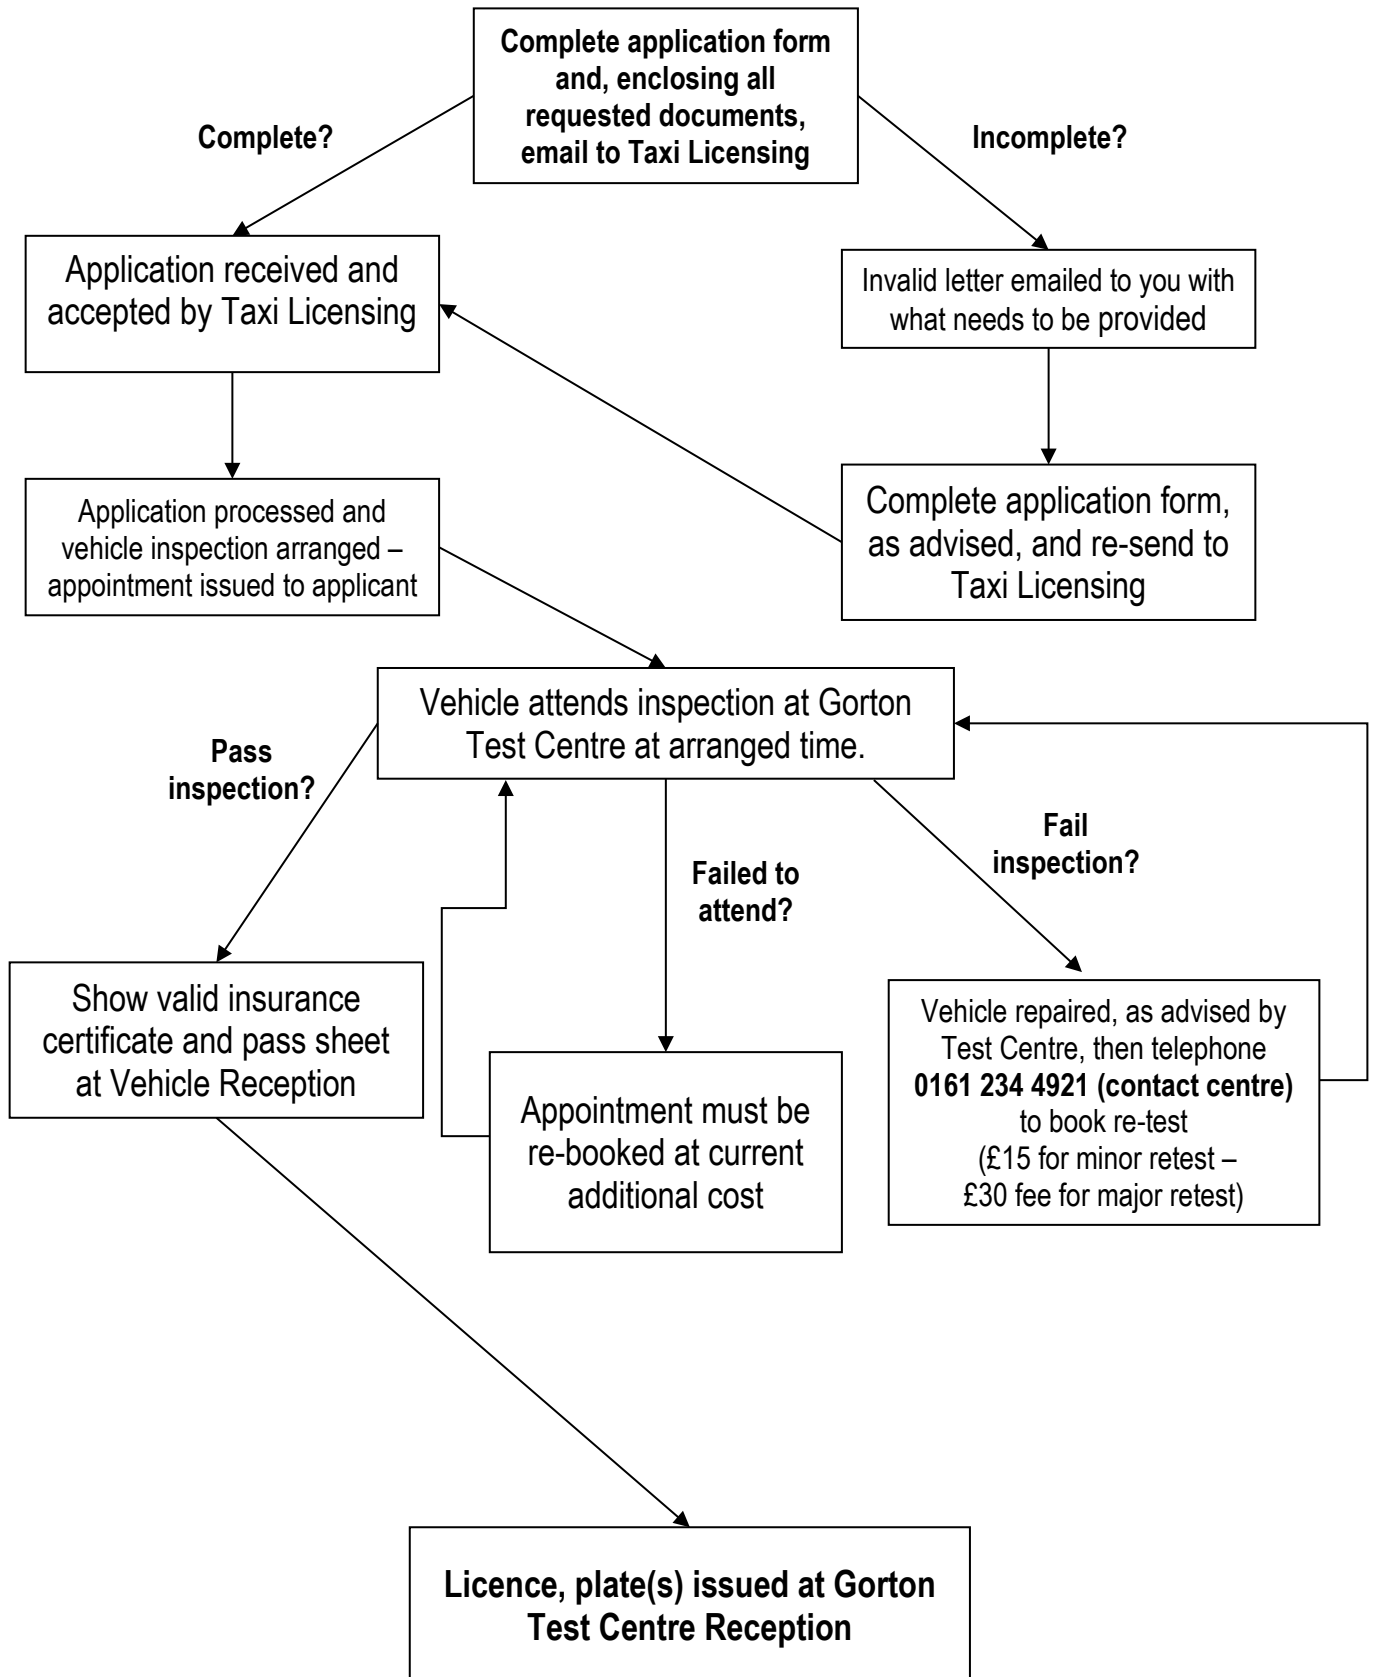 Complete application form
and, enclosing all
requested documents,
email to Taxi Licensing
Complete?
Incomplete?
Application received and
accepted by Taxi Licensing
Invalid letter emailed to you with
what needs to be provided
Application processed and
vehicle inspection arranged –
appointment issued to applicant
Complete application form,
as advised, and re-send to
Taxi Licensing
Vehicle attends inspection at Gorton
Test Centre at arranged time.
Pass
inspection?
Failed to
attend?
Fail
inspection?
Show valid insurance
certificate and pass sheet
at Vehicle Reception
Appointment must be
re-booked at current
additional cost
Vehicle repaired, as advised by
Test Centre, then telephone
0161 234 4921 (contact centre)
to book re-test
(£15 for minor retest –
£30 fee for major retest)
Licence, plate(s) issued at Gorton
Test Centre Reception